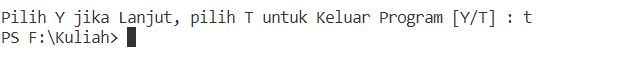 Pilih Y jika Lanjut, pilih T untuk Keluar Program [Y/T] : t
PS F:\Kuliah>